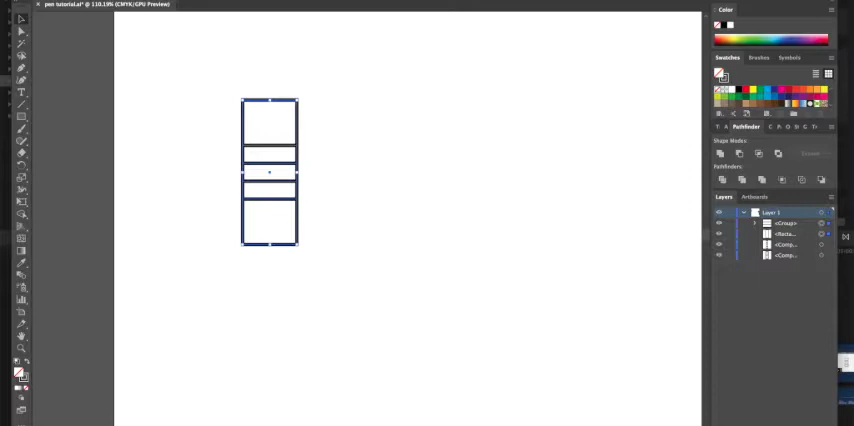 × pen tutorial.ai* @ 110.19% (CMYK/GPU Preview)
Color
Swatches Brushes Symbols
Pathfinder
Shape Modes:
Pathfinders:
Layers Artboards
Layer 1
<Group>
<Recta...
<Comp...
<Comp...